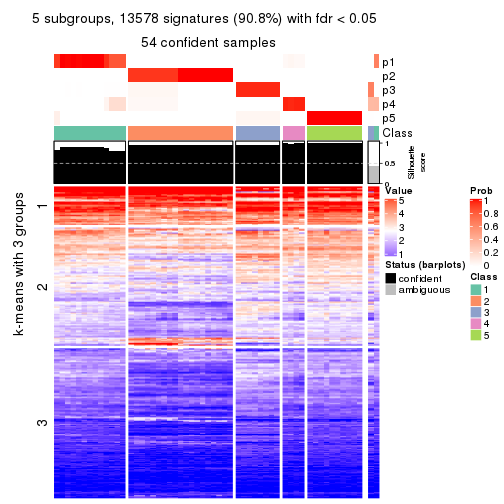 5 subgroups, 13578 signatures (90.8%) with fdr < 0.05
54 confident samples
p1
p2
p3
p4
p5
Class
1
0.5
0
Silhouette
score
k-means with 3 groups
1
2
3
Value
5
4
3
2
1
Prob
1
0.8
0.6
0.4
0.2
0
Status (barplots)
confident
ambiguous
Class
1
2
3
4
5